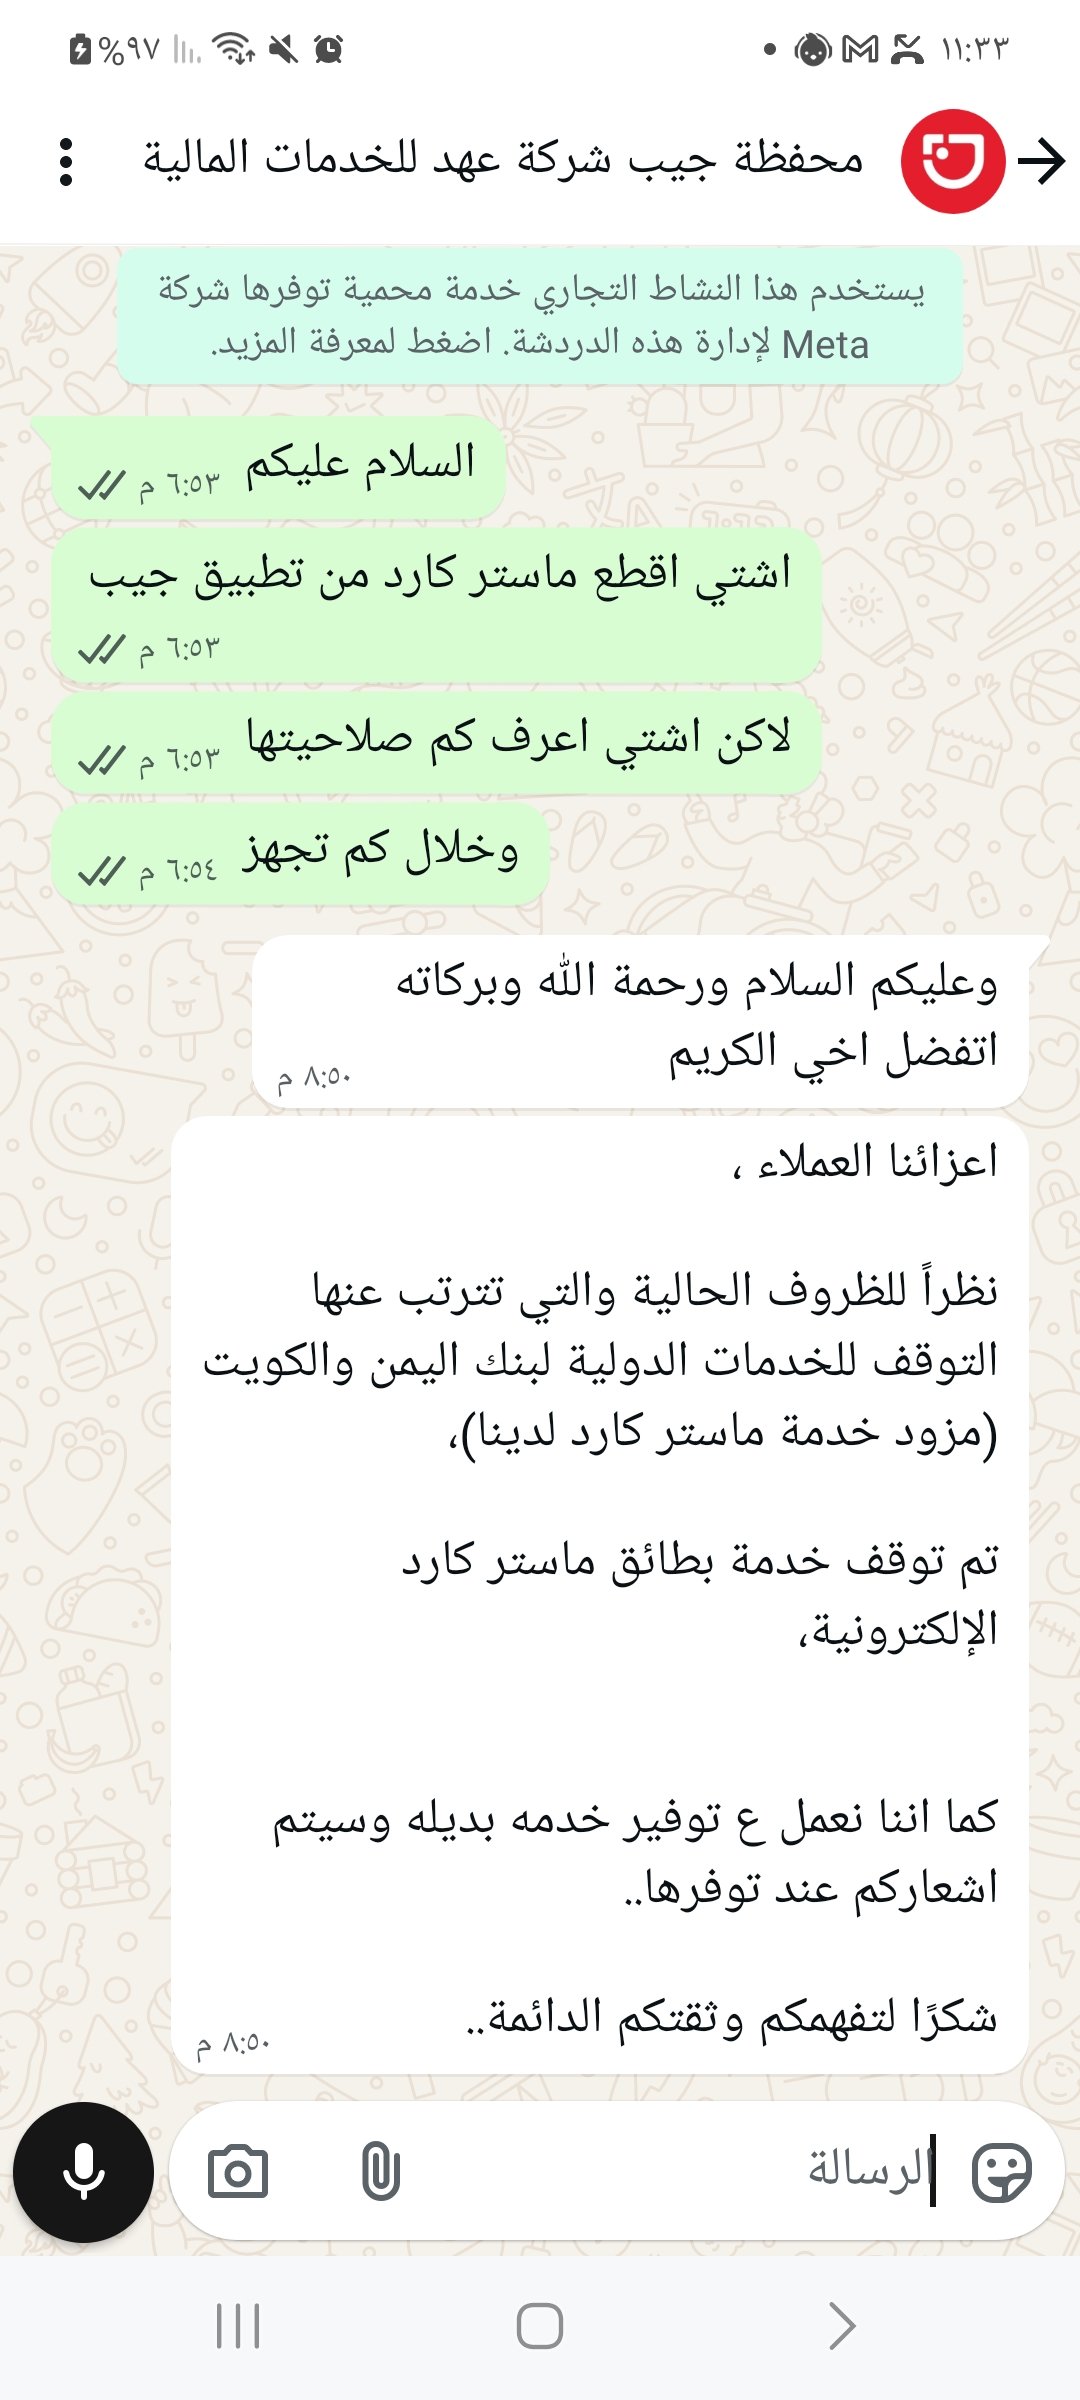 ١١:٣٣
%٩٧
محفظة جيب شركة عهد للخدمات المالية
يستخدم هذا النشاط التجاري خدمة محمية توفرها شركة
Meta لإدارة هذه الدردشة. اضغط لمعرفة المزيد.
السلام عليكم
٦:٥٣ م
اشتي اقطع ماستر كارد من تطبيق جيب
٦:٥٣ م
لاكن اشتي اعرف كم صلاحيتها
٦:٥٣ م
وخلال كم تجهز
٦:٥٤ م
وعليكم السلام ورحمة الله وبركاته
اتفضل اخي الكريم
٨:٥٠ م
اعزائنا العملاء ،
نظراً للظروف الحالية والتي تترتب عنها
التوقف للخدمات الدولية لبنك اليمن والكويت
(مزود خدمة ماستر كارد لدينا)،
تم توقف خدمة بطائق ماستر كارد
الإلكترونية،
كما اننا نعمل ع توفير خدمه بديله وسيتم
اشعاركم عند توفرها..
شكرًا لتفهمكم وثقتكم الدائمة..
٨:٥٠ م
الرسالة